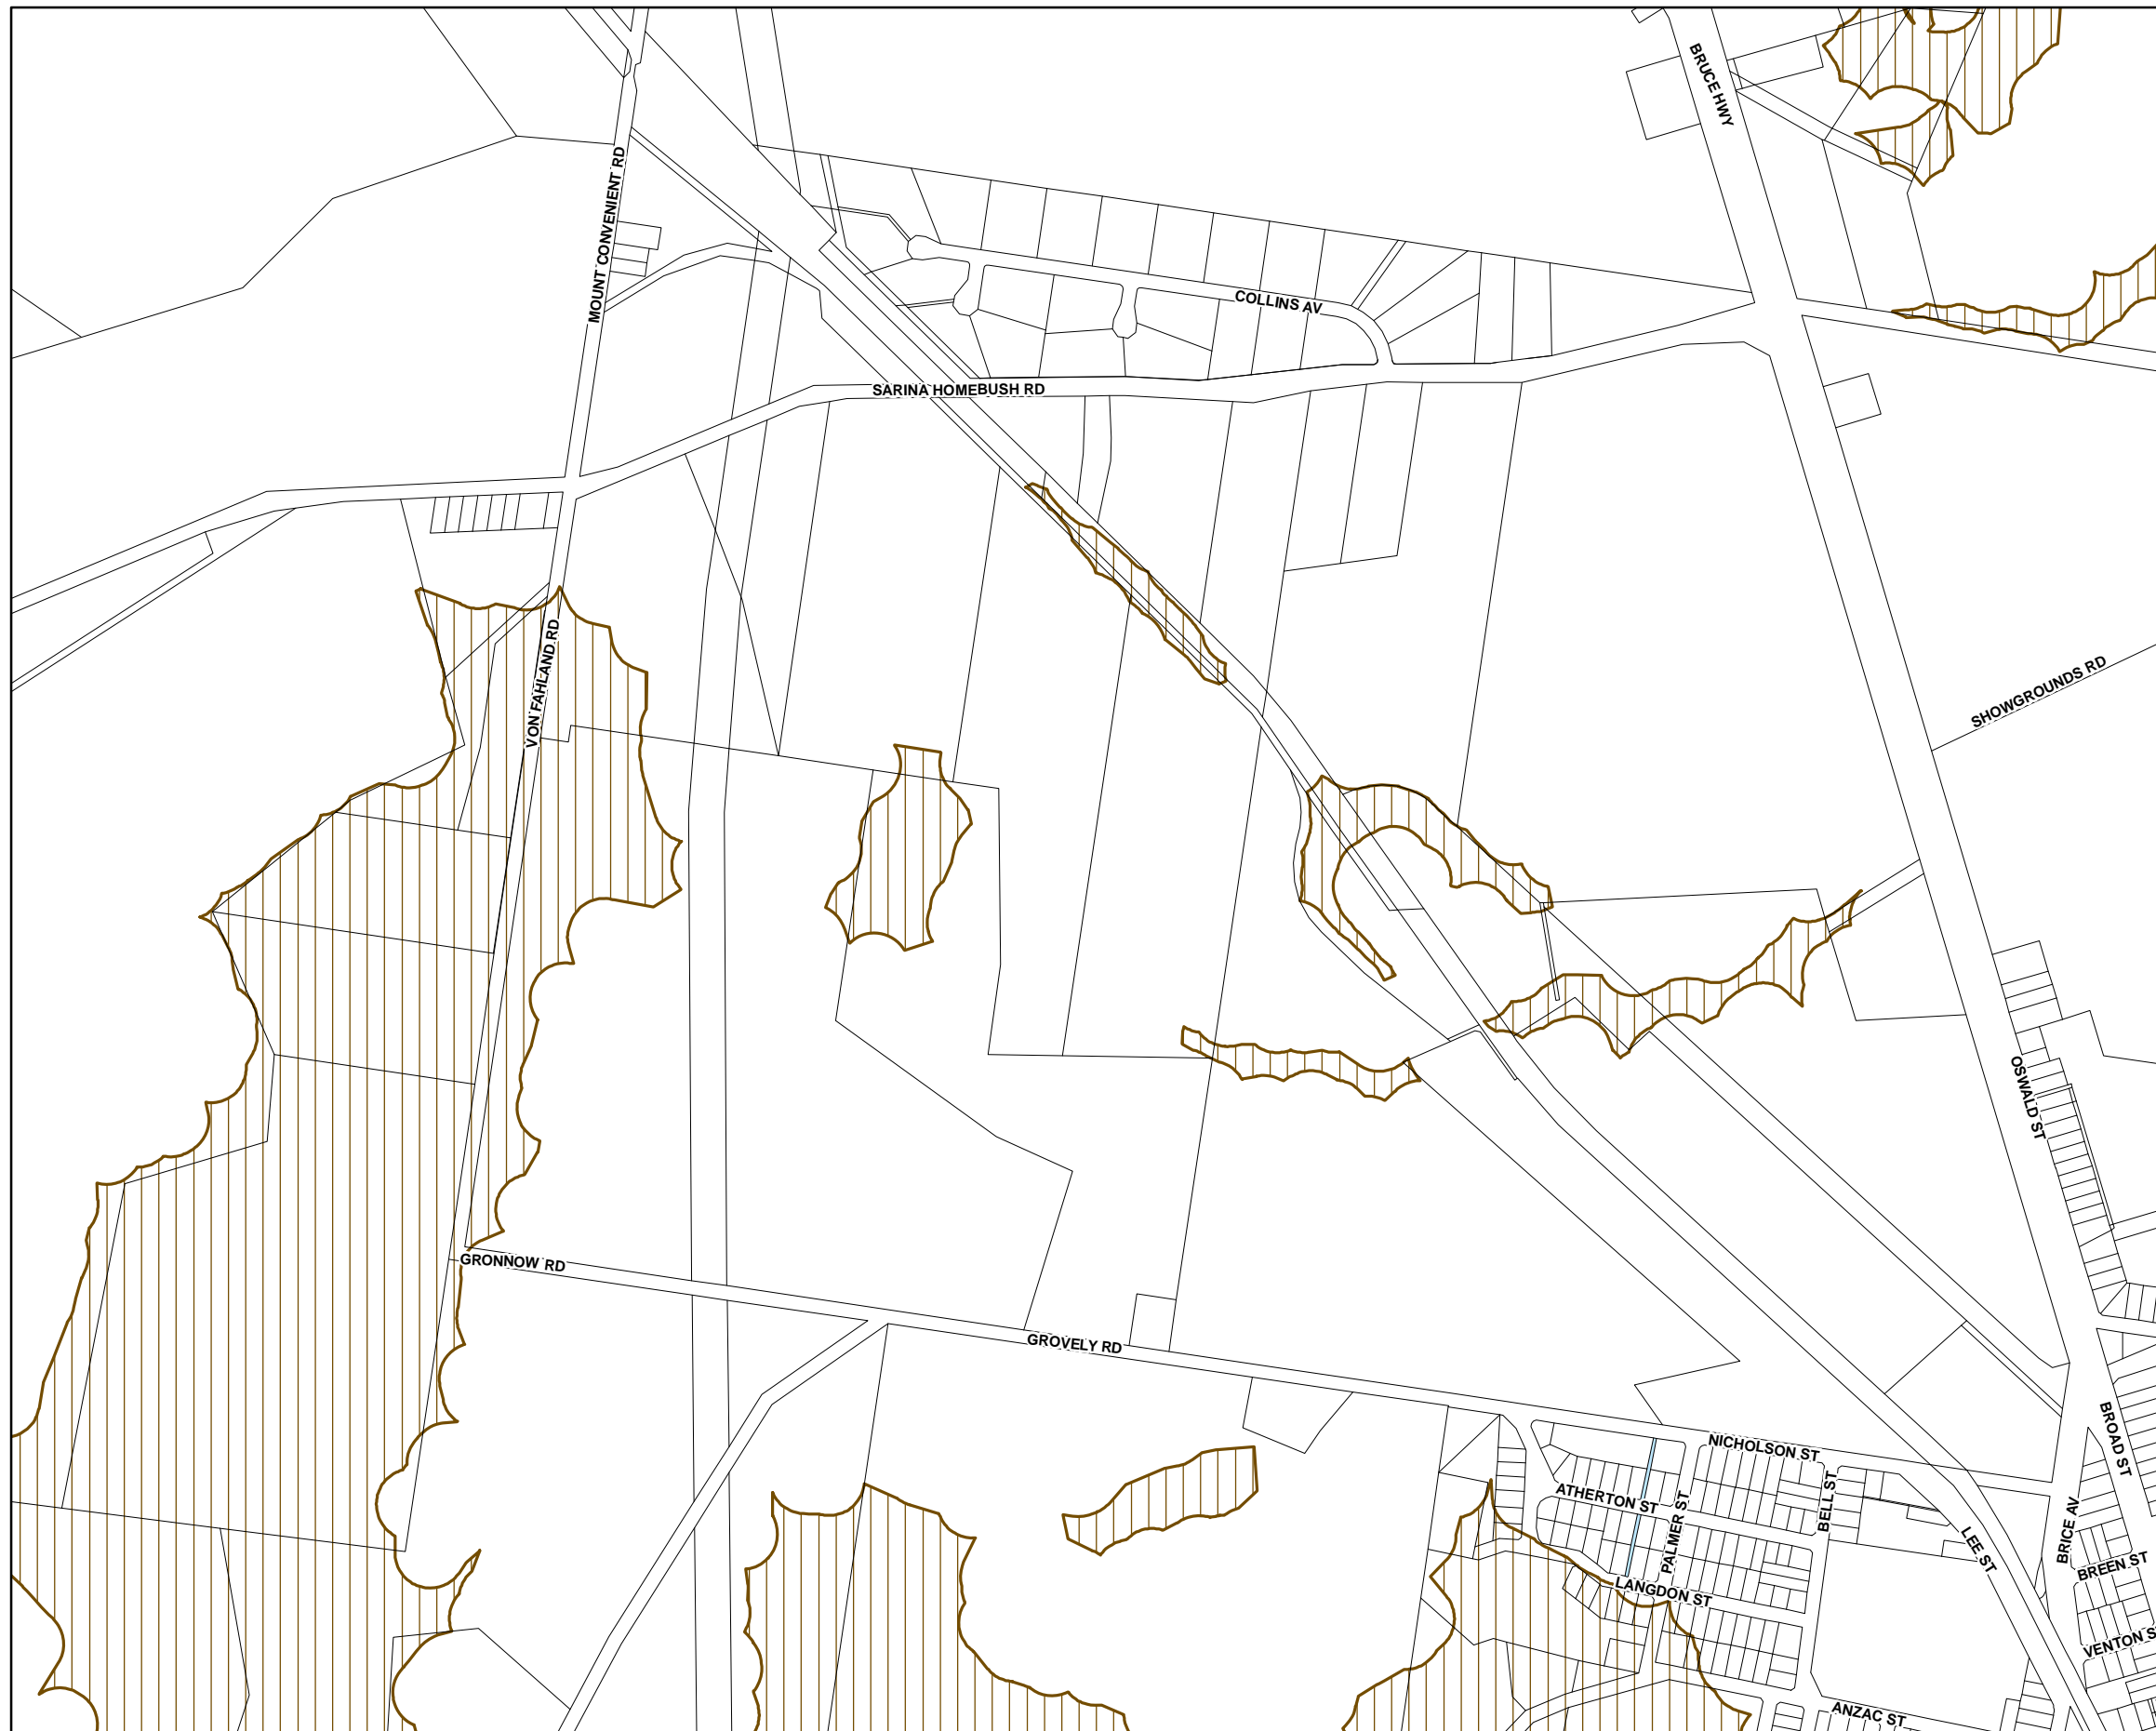 BRUCE HWY
MOUNT CONVENIENT RD
COLLINS AV
SARINA HOMEBUSH RD
VON FAHLAND RD
SHOWGROUNDS RD
OSWALD ST
GRONNOW RD
GROVELY RD
BROAD ST
NICHOLSON ST
ATHERTON ST
PALMER ST
BELL ST
LEE ST
BRICE AV
BREEN ST
LANGDON ST
VENTON S
ANZAC ST